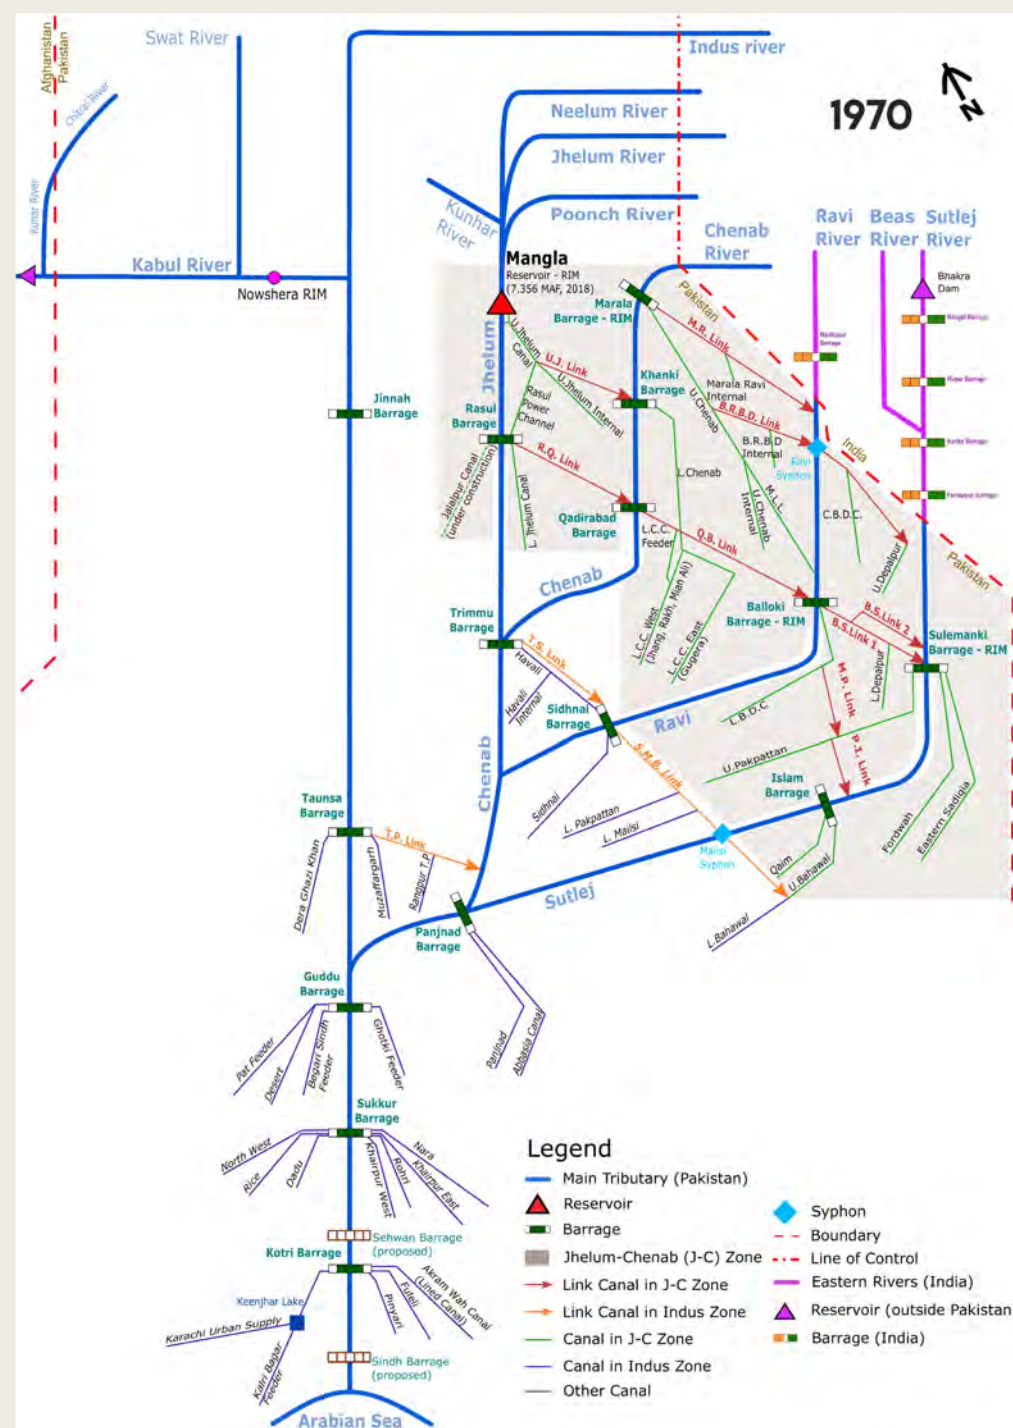 Afghanistan
Pakistan
Swat River
Chitral River
Kunar River
Kabul River
Nowshera RIM
Indus river
Neelum River
Jhelum River
Poonch River
Kunhar
River
Chenab
River
1970
N
Ravi
River
Beas
River
Sutlej
River
Bhakra
Dam
Mangla
Reservoir - RIM
(7.356 MAF, 2018)
Marala
Barrage - RIM
Pakistan
India
Pakistan
Jhelum
U.Jhelum
Canal
U.J. Link
U.Jhelum Internal
Rasul
Power
Channel
Khanki
Barrage
M.R. Link
Marala Ravi
Internal
U.Chenab
B.R.B.D. Link
B.R.B.D
Internal
Ravi
Syphon
Jinnah
Barrage
Rasul
Barrage
R.Q. Link
Jalalpur Canal
(under construction)
L. Jhelum Canal
Qadirabad
Barrage
L.Chenab
L.C.C.
Feeder
Q.B. Link
M.L.L
U.Chenab
Internal
C.B.D.C.
U.Depalpur
Chenab
Trimmu
Barrage
T.S. Link
Havali
Havali
Internal
L.C.C. West
(Jhang, Rakh, Mian Ali)
L.C.C. East
(Gugera)
Balloki
Barrage - RIM
B.S.Link 2
B.S.Link 1
Sulemanki
Barrage - RIM
L.Depalpur
M.P. Link
L.B.D.C
Sidhnai
Barrage
Ravi
S.M.B. Link
U.Pakpattan
P.I. Link
Chenab
Sidhnai
L. Pakpattan
L. Mailsi
Islam
Barrage
Mailsi
Syphon
Qaim
U.Bahawal
L.Bahawal
Fordwah
Eastern Sadiqia
Taunsa
Barrage
T.P. Link
Dera Ghazi Khan
Muzaffargarh
Rangpur T.P
Sutlej
Panjnad
Barrage
Panjnad
Abbasia Canal
Guddu
Barrage
Pat Feeder
Desert
Begari Sindh
Feeder
Ghotki Feeder
Sukkur
Barrage
North West
Rice
Dadu
Khairpur West
Rohri
Khairpur East
Nara
Sehwan Barrage
(proposed)
Kotri Barrage
Keenjhar Lake
Karachi Urban Supply
Kalri Bagar
Feeder
Pinyari
Fuleli
Akram Wah Canal
(Lined Canal)
Sindh Barrage
(proposed)
Arabian Sea
Legend
Main Tributary (Pakistan)
Reservoir
Barrage
Jhelum-Chenab (J-C) Zone
Link Canal in J-C Zone
Link Canal in Indus Zone
Canal in J-C Zone
Canal in Indus Zone
Other Canal
Syphon
Boundary
Line of Control
Eastern Rivers (India)
Reservoir (outside Pakistan
Barrage (India)